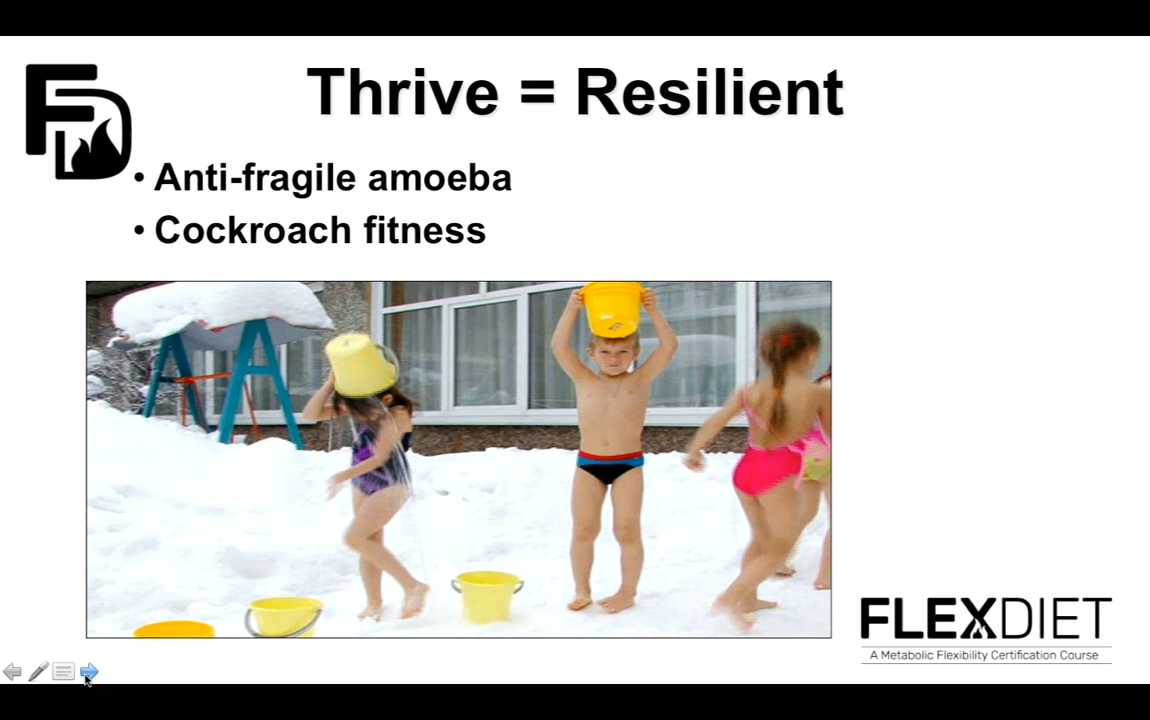 Thrive = Resilient
• Anti-fragile amoeba
• Cockroach fitness
FLEXDIET
A Metabolic Flexibility Certification Course